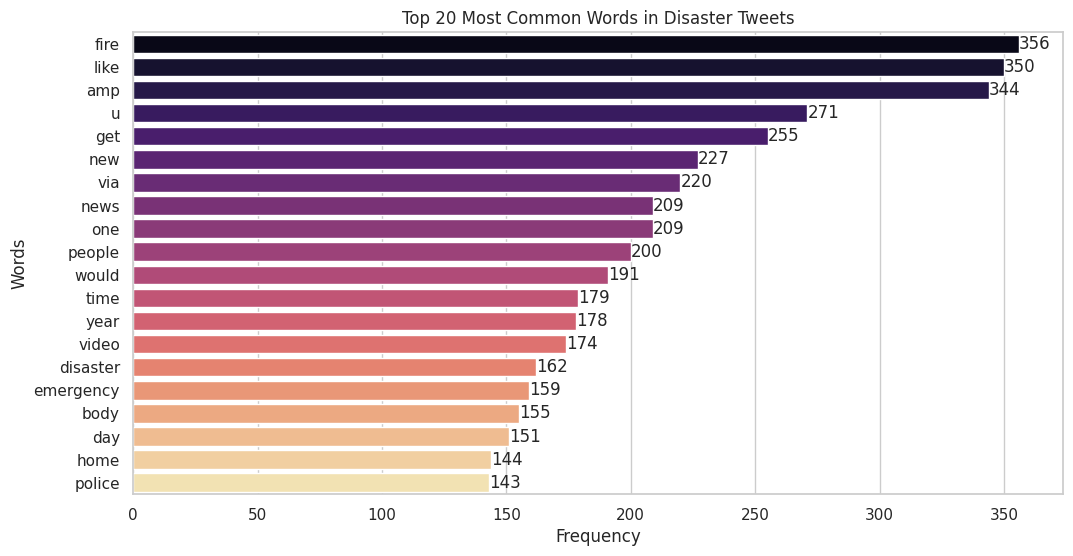 Top 20 Most Common Words in Disaster Tweets
Words
fire 356
like 350
amp 344
u 271
get 255
new 227
via 220
news 209
one 209
people 200
would 191
time 179
year 178
video 174
disaster 162
emergency 159
body 155
day 151
home 144
police 143
0 50 100 150 200 250 300 350
Frequency